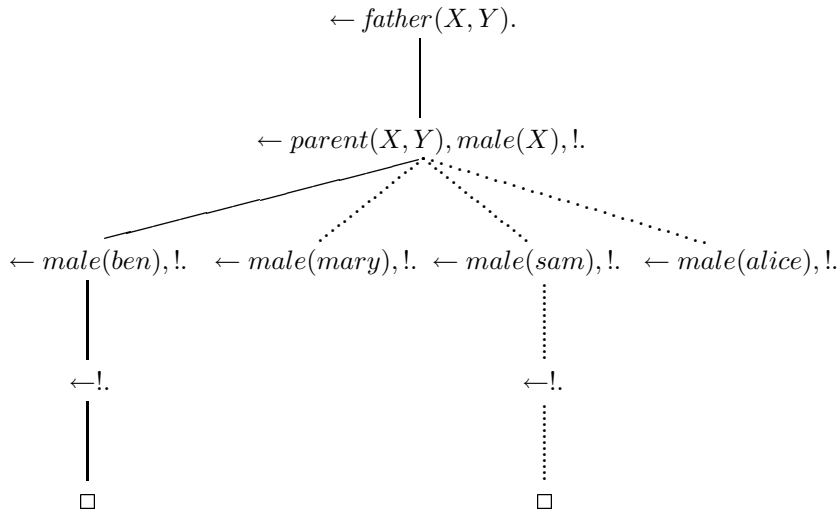 ← father(X, Y).
← parent(X, Y), male(X), !.
← male(ben), !. ← male(mary), !. ← male(sam), !. ← male(alice), !.
←!. ←!.
□ □